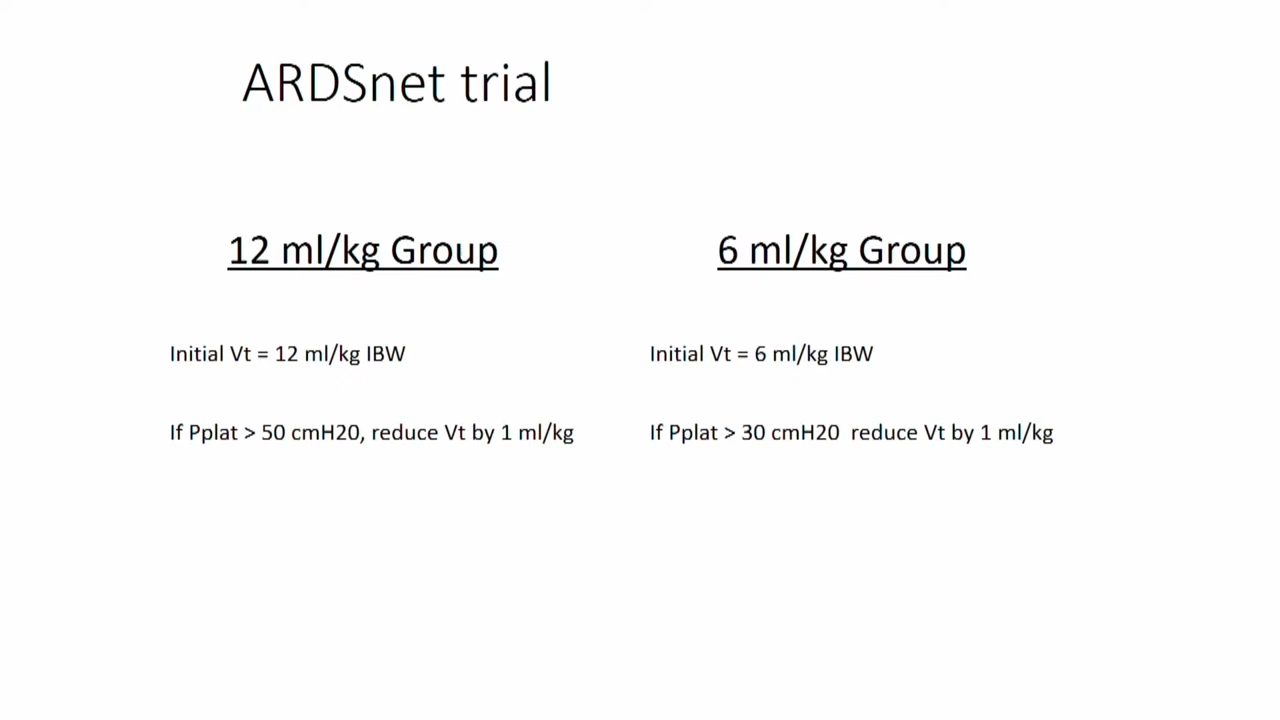 ARDSnet trial
12 ml/kg Group
6 ml/kg Group
Initial Vt = 12 ml/kg IBW
Initial Vt = 6 ml/kg IBW
If Pplat > 50 cmH20, reduce Vt by 1 ml/kg
If Pplat > 30 cmH20  reduce Vt by 1 ml/kg